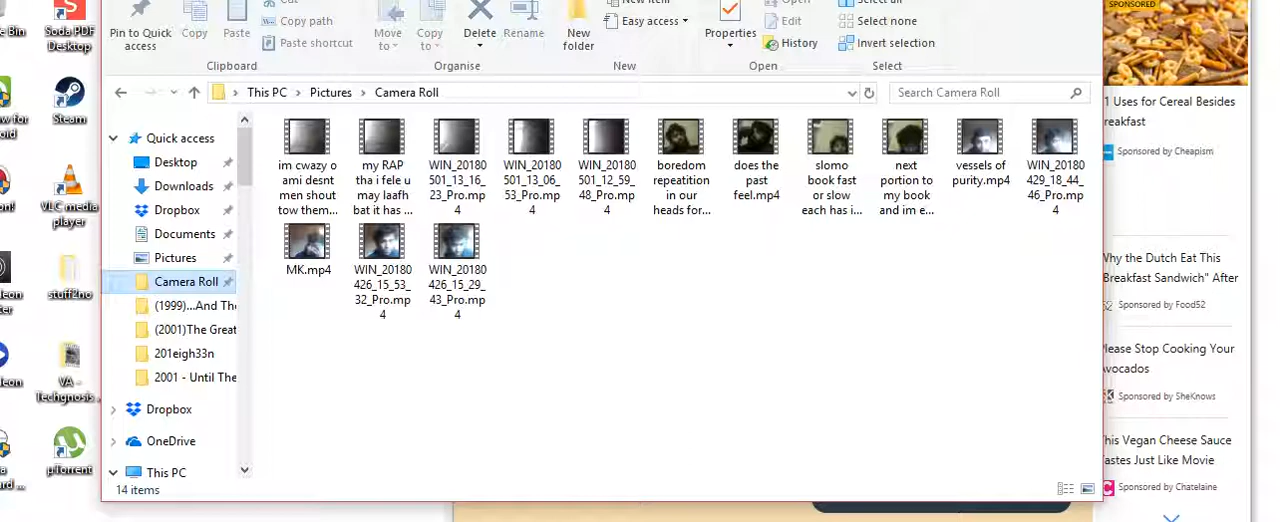 SPONSORED
Soda PDF
Desktop
Pin to Quick
access
Copy
Paste
Copy path
Paste shortcut
Move
to
Copy
to
Delete
Rename
New
folder
Easy access
Properties
Edit
History
Select all
Select none
Invert selection
Clipboard
Organise
New
Open
Select
This PC > Pictures > Camera Roll
Search Camera Roll
Steam
VLC media
player
stuff2no
VA -
Techgnosis
µTorrent
Quick access
Desktop
Downloads
Dropbox
Documents
Pictures
Camera Roll
(1999)...And The
(2001)The Great
201eigh33n
2001 - Until The
Dropbox
OneDrive
This PC
14 items
im cwazy o
ami desnt
men shout
tow them...
my RAP
tha i fele u
may laafh
bat it has ...
WIN_20180
501_13_16_
23_Pro.mp
4
WIN_20180
501_13_06_
53_Pro.mp
4
WIN_20180
501_12_59_
48_Pro.mp
4
boredom
repeatition
in our
heads for...
does the
past
feel.mp4
slomo
book fast
or slow
each has i...
next
portion to
my book
and im e...
vessels of
purity.mp4
WIN_20180
429_18_44_
46_Pro.mp
4
MK.mp4
WIN_20180
426_15_53_
32_Pro.mp
4
WIN_20180
426_15_29_
43_Pro.mp
4
1 Uses for Cereal Besides
reakfast
Sponsored by Cheapism
Why the Dutch Eat This
"Breakfast Sandwich" After
Sponsored by Food52
Please Stop Cooking Your
Avocados
Sponsored by SheKnows
This Vegan Cheese Sauce
Tastes Just Like Movie
Sponsored by Chatelaine